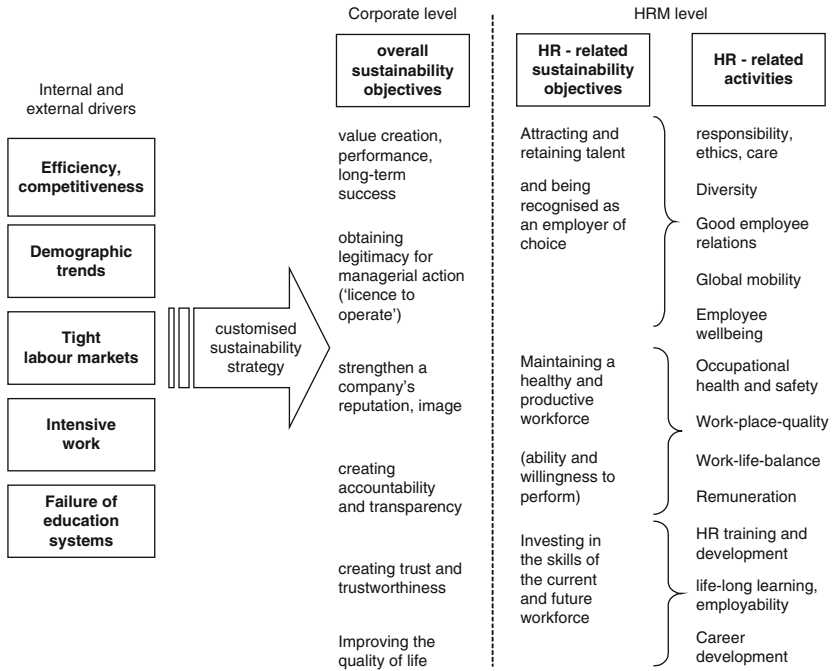 Corporate level
HRM level
Internal and
external drivers
Efficiency,
competitiveness
Demographic
trends
Tight
labour markets
Intensive
work
Failure of
education
systems
customised
sustainability
strategy
overall
sustainability
objectives
value creation,
performance,
long-term
success
obtaining
legitimacy for
managerial action
(‘licence to
operate’)
strengthen a
company’s
reputation, image
creating
accountability
and transparency
creating trust and
trustworthiness
Improving the
quality of life
HR - related
sustainability
objectives
Attracting and
retaining talent
and being
recognised as
an employer of
choice
Maintaining a
healthy and
productive
workforce
(ability and
willingness to
perform)
Investing in
the skills of
the current
and future
workforce
HR - related
activities
responsibility,
ethics, care
Diversity
Good employee
relations
Global mobility
Employee
wellbeing
Occupational
health and safety
Work-place-quality
Work-life-balance
Remuneration
HR training and
development
life-long learning,
employability
Career
development